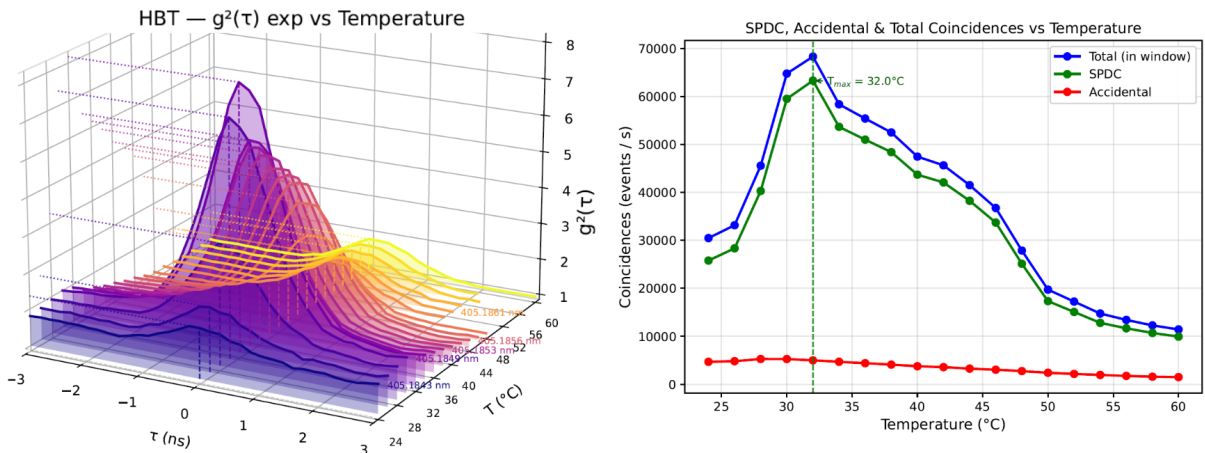 HBT — g²(τ) exp vs Temperature
8
7
6
5
4
3
2
1
g²(τ)
405.1861 nm
405.1856 nm
405.1853 nm
405.1849 nm
405.1843 nm
−3
−2
−1
0
1
2
3
τ (ns)
24
28
32
36
40
44
48
52
56
60
T (°C)
SPDC, Accidental & Total Coincidences vs Temperature
70000
60000
50000
40000
30000
20000
10000
0
Coincidences (events / s)
Total (in window)
SPDC
Accidental
Tmax = 32.0°C
25 30 35 40 45 50 55 60
Temperature (°C)